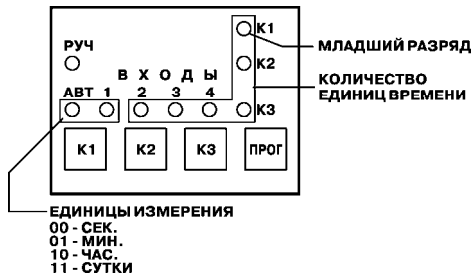 К1
МЛАДШИЙ РАЗРЯД
РУЧ
К2
В Х О Д Ы
КОЛИЧЕСТВО
ЕДИНИЦ ВРЕМЕНИ
АВТ 1 2 3 4
К3
К1 К2 К3 ПРОГ
ЕДИНИЦЫ ИЗМЕРЕНИЯ
00 - СЕК.
01 - МИН.
10 - ЧАС.
11 - СУТКИ